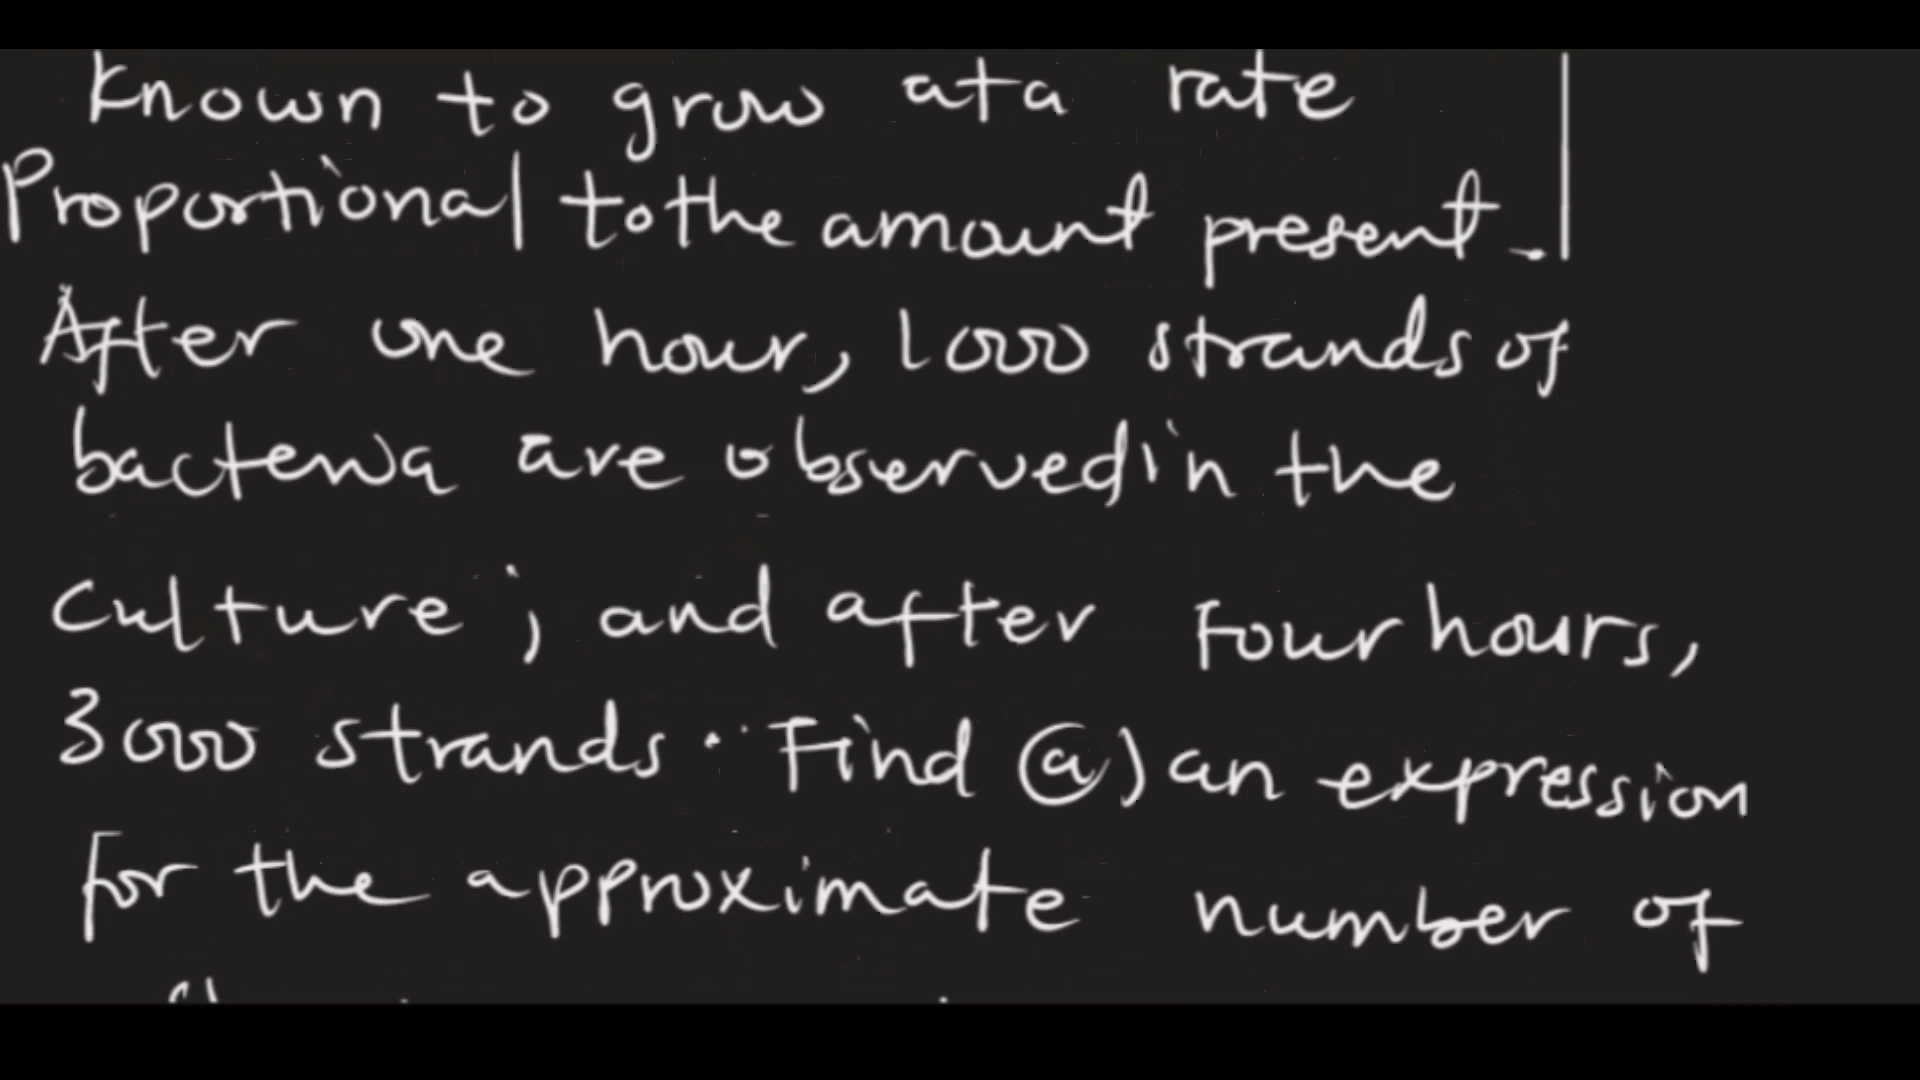 Known to grow at a rate
Proportional to the amount present.
After one hour, 1000 strands of
bacteria are observed in the
Culture; and after Four hours,
3000 strands. Find (a) an expression
For the approximate number of